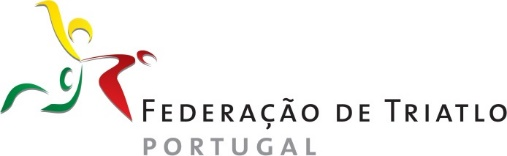 FEDERAÇÃO DE TRIATLO
PORTUGAL